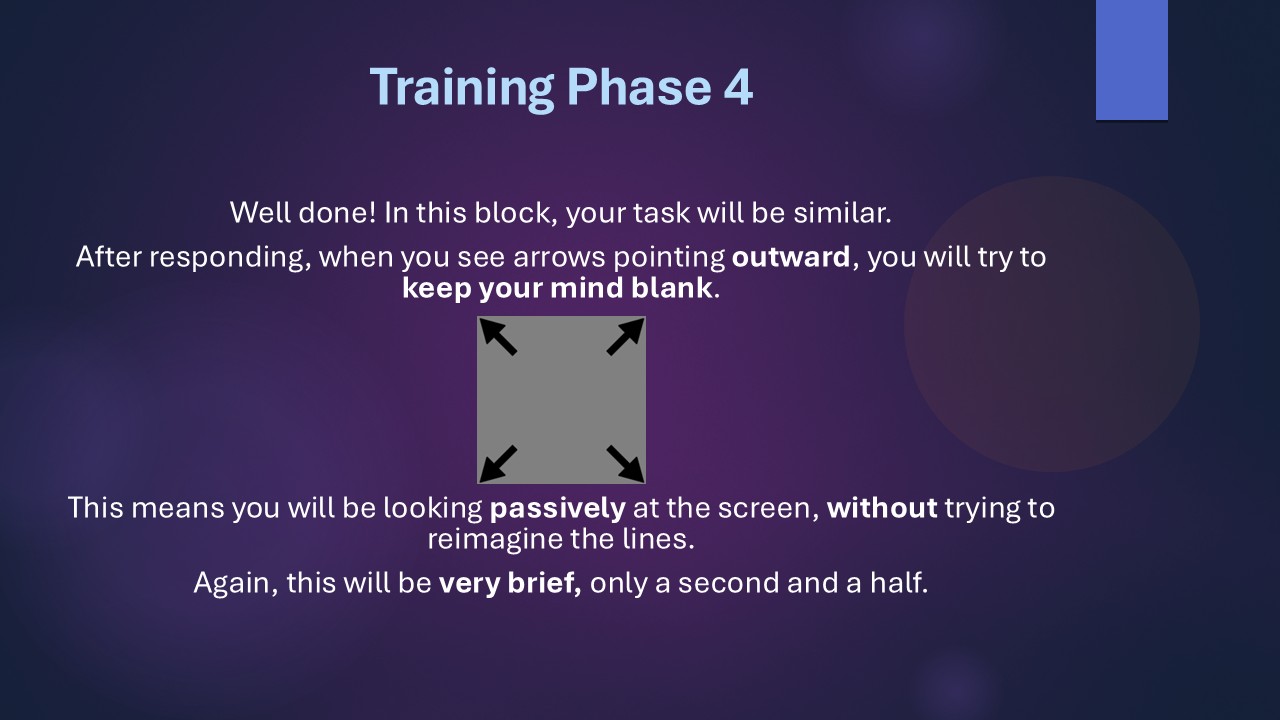 Training Phase 4
Well done! In this block, your task will be similar.
After responding, when you see arrows pointing outward, you will try to
keep your mind blank.
This means you will be looking passively at the screen, without trying to
reimagine the lines.
Again, this will be very brief, only a second and a half.